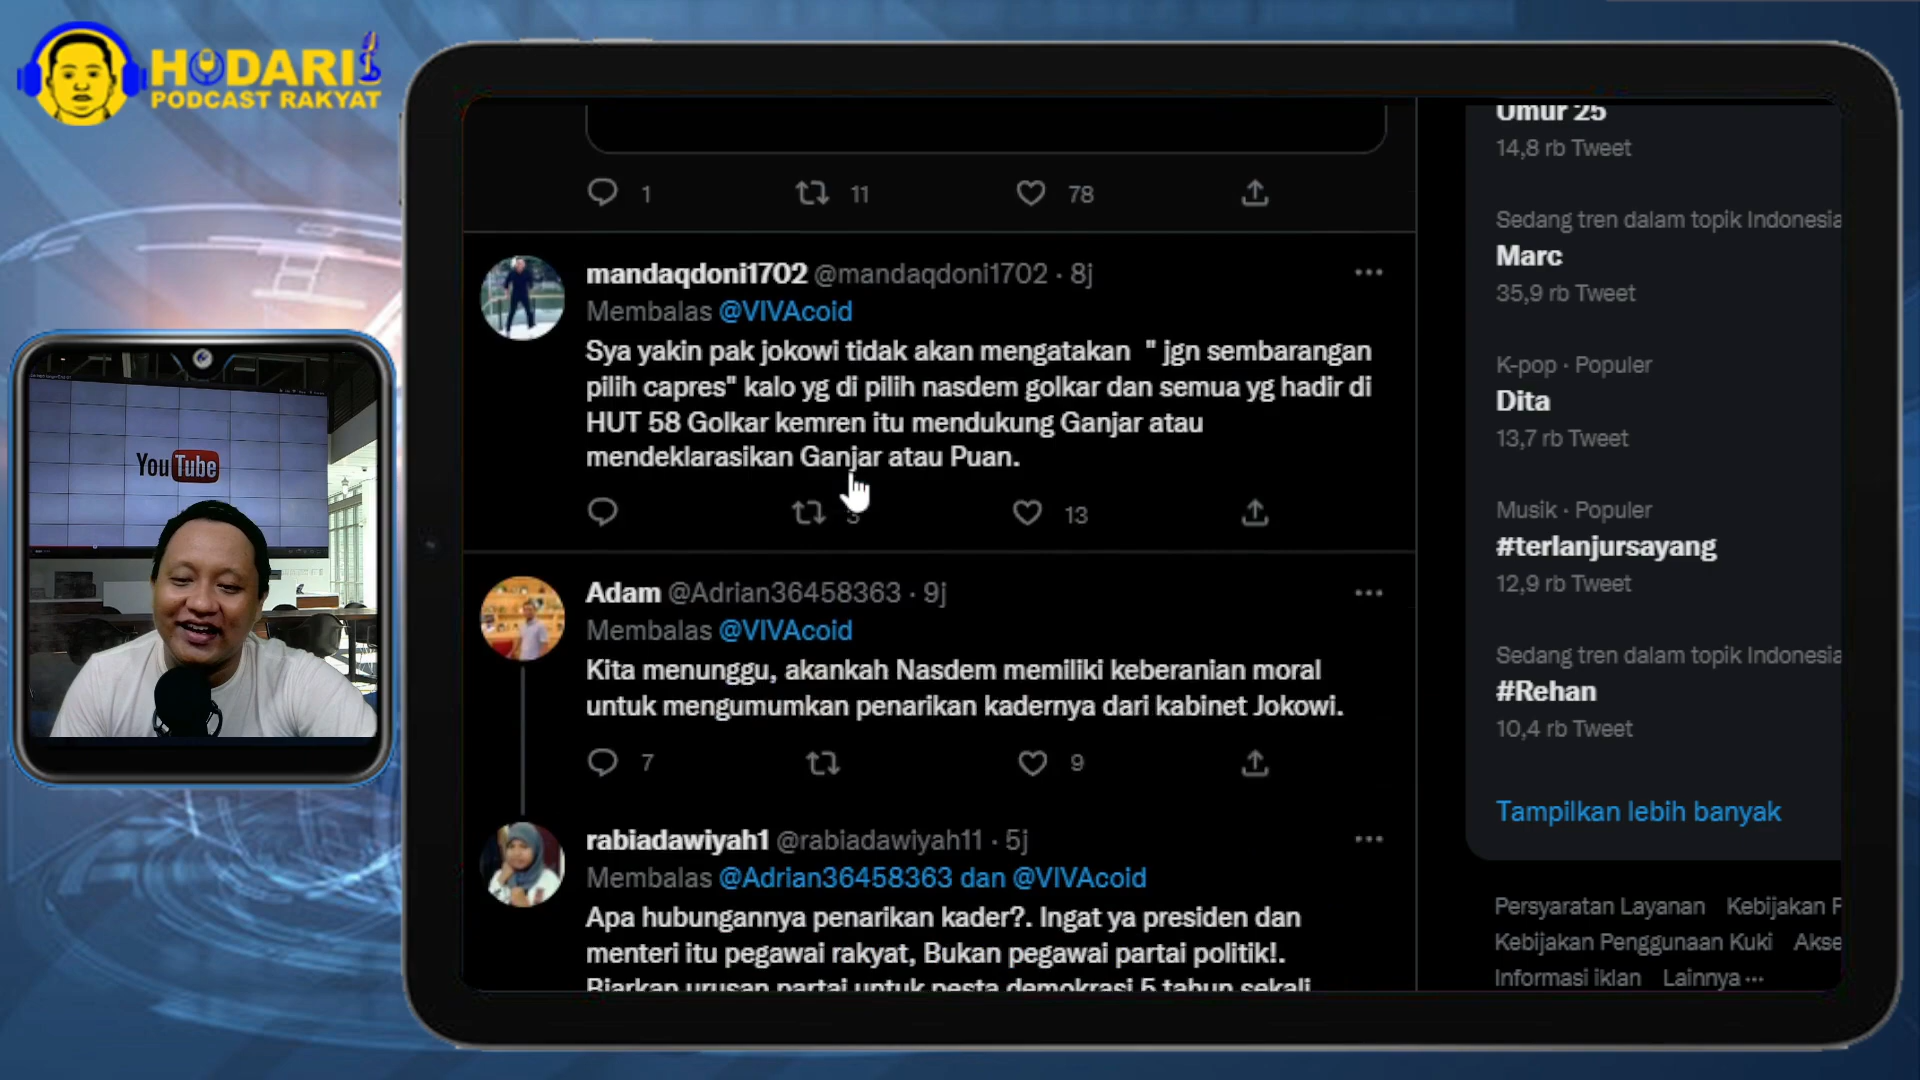 HODARI
PODCAST RAKYAT
YouTube
1
11
78
mandaqdoni1702 @mandaqdoni1702 · 8j
Membalas @VIVAcoid
Sya yakin pak jokowi tidak akan mengatakan " jgn sembarangan
pilih capres" kalo yg di pilih nasdem golkar dan semua yg hadir di
HUT 58 Golkar kemren itu mendukung Ganjar atau
mendeklarasikan Ganjar atau Puan.
13
Adam @Adrian36458363 · 9j
Membalas @VIVAcoid
Kita menunggu, akankah Nasdem memiliki keberanian moral
untuk mengumumkan penarikan kadernya dari kabinet Jokowi.
7
9
rabiadawiyah1 @rabiadawiyah11 · 5j
Membalas @Adrian36458363 dan @VIVAcoid
Apa hubungannya penarikan kader?. Ingat ya presiden dan
menteri itu pegawai rakyat, Bukan pegawai partai politik!.
Biarkan urusan partai untuk pesta demokrasi 5 tahun sekali
Umur 25
14,8 rb Tweet
Sedang tren dalam topik Indonesia
Marc
35,9 rb Tweet
K-pop · Populer
Dita
13,7 rb Tweet
Musik · Populer
#terlanjursayang
12,9 rb Tweet
Sedang tren dalam topik Indonesia
#Rehan
10,4 rb Tweet
Tampilkan lebih banyak
Persyaratan Layanan Kebijakan P
Kebijakan Penggunaan Kuki Akse
Informasi iklan Lainnya ···